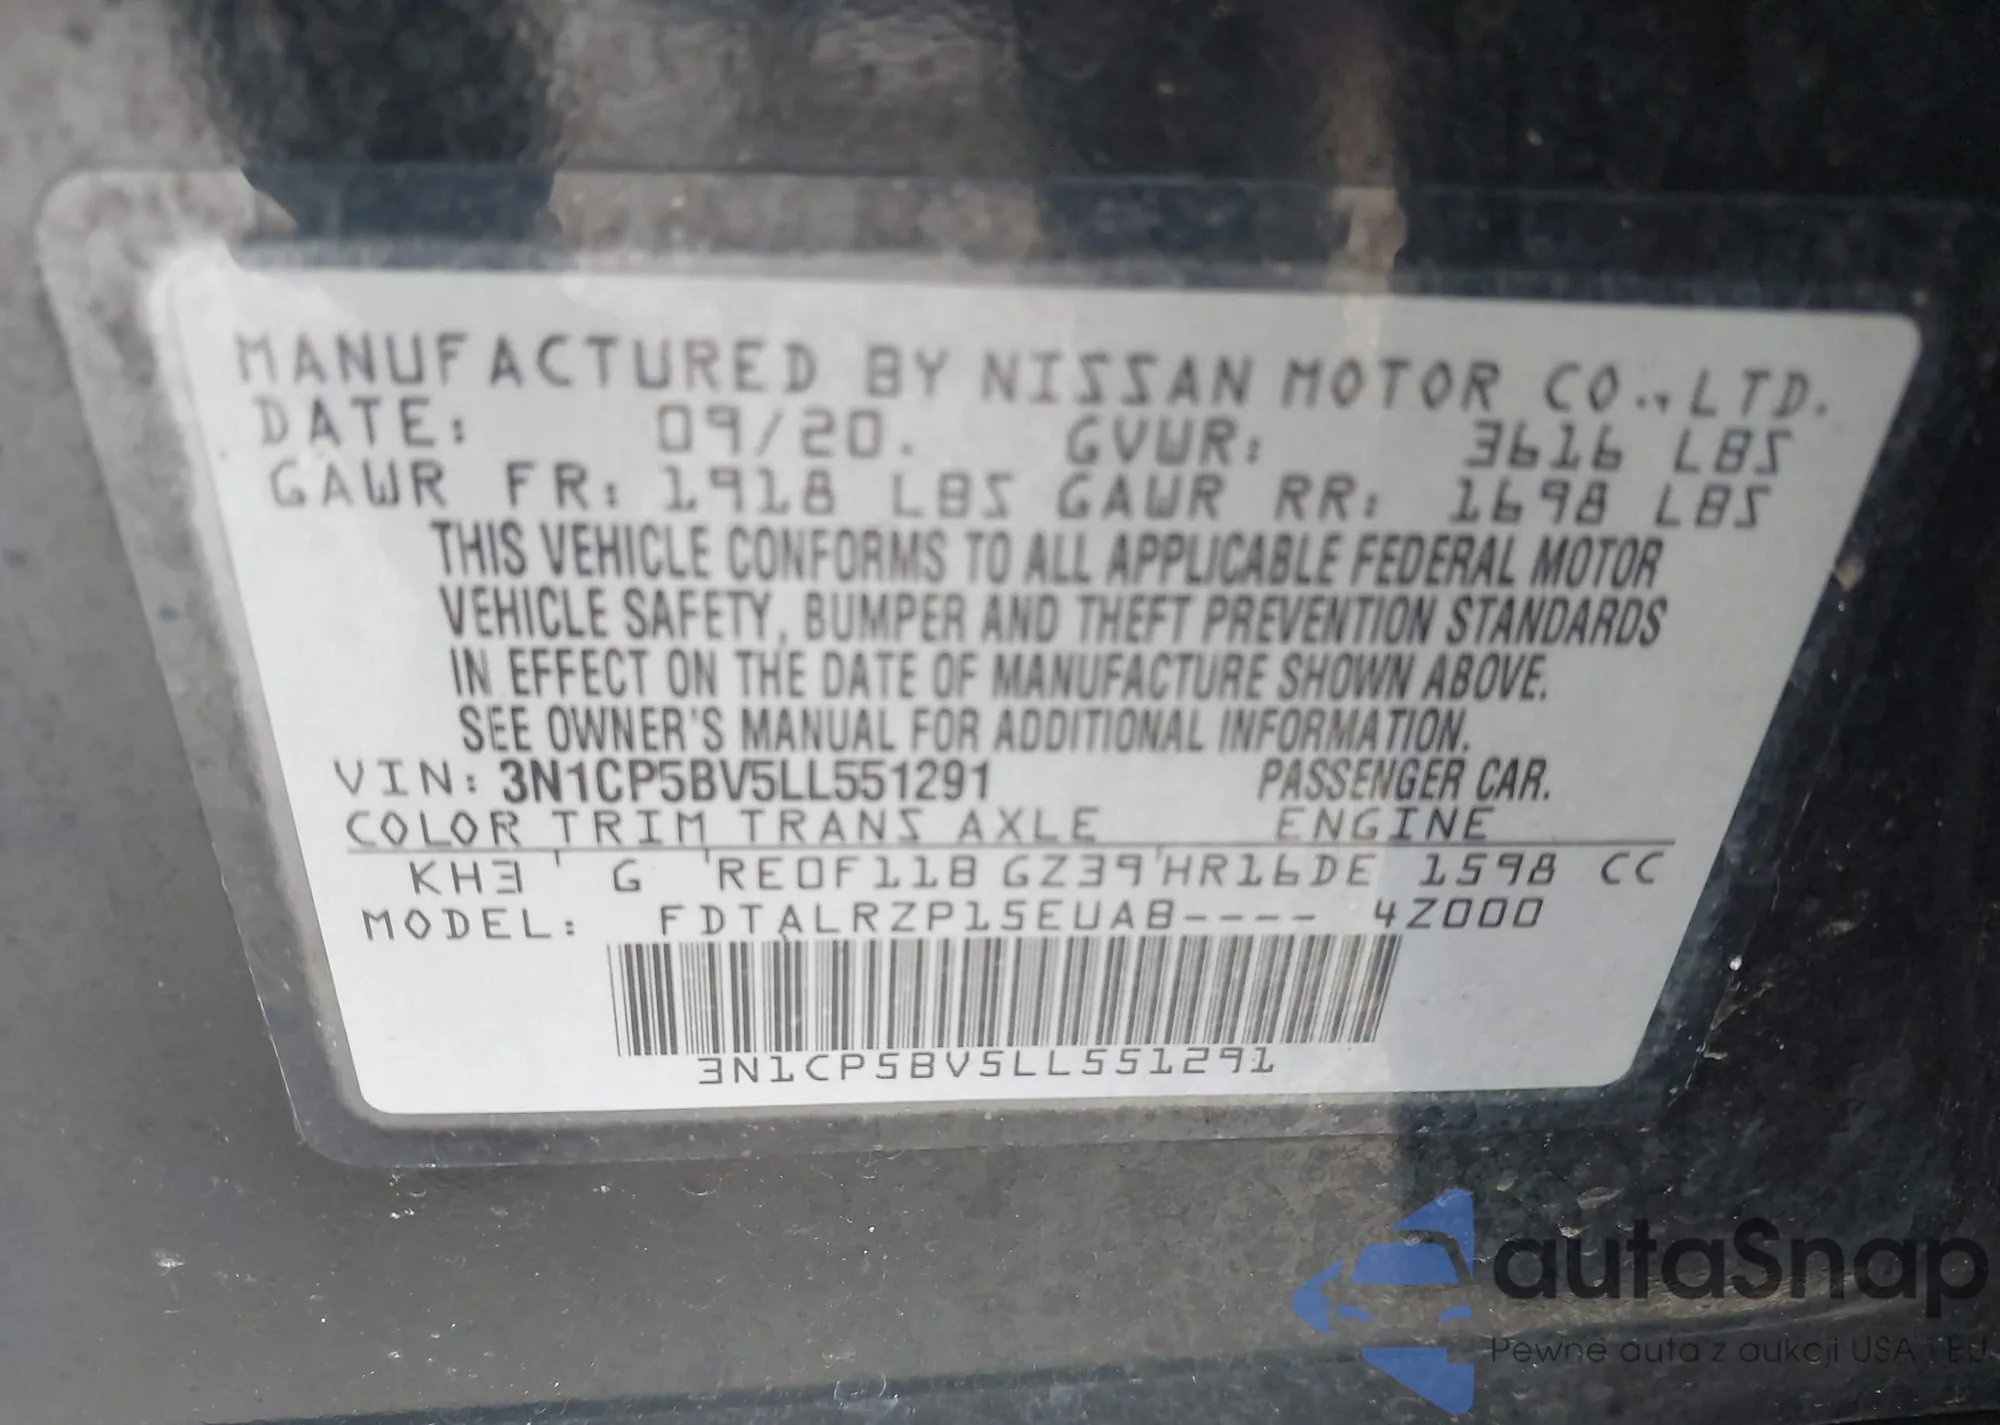 MANUFACTURED BY NISSAN MOTOR CO.,LTD.
DATE: 09/20. GVWR: 3616 LBS
GAWR FR: 1918 LBS GAWR RR: 1698 LBS
THIS VEHICLE CONFORMS TO ALL APPLICABLE FEDERAL MOTOR
VEHICLE SAFETY, BUMPER AND THEFT PREVENTION STANDARDS
IN EFFECT ON THE DATE OF MANUFACTURE SHOWN ABOVE.
SEE OWNER'S MANUAL FOR ADDITIONAL INFORMATION.
VIN: 3N1CP5BV5LL551291 PASSENGER CAR.
COLOR TRIM TRANS AXLE ENGINE
KH3 G RE0F11B GZ39 HR16DE 1598 CC
MODEL: FDTALRZP15EUAB---- 4Z000
3N1CP5BV5LL551291
autaSnap
Pewne auta z aukcji USA i EU